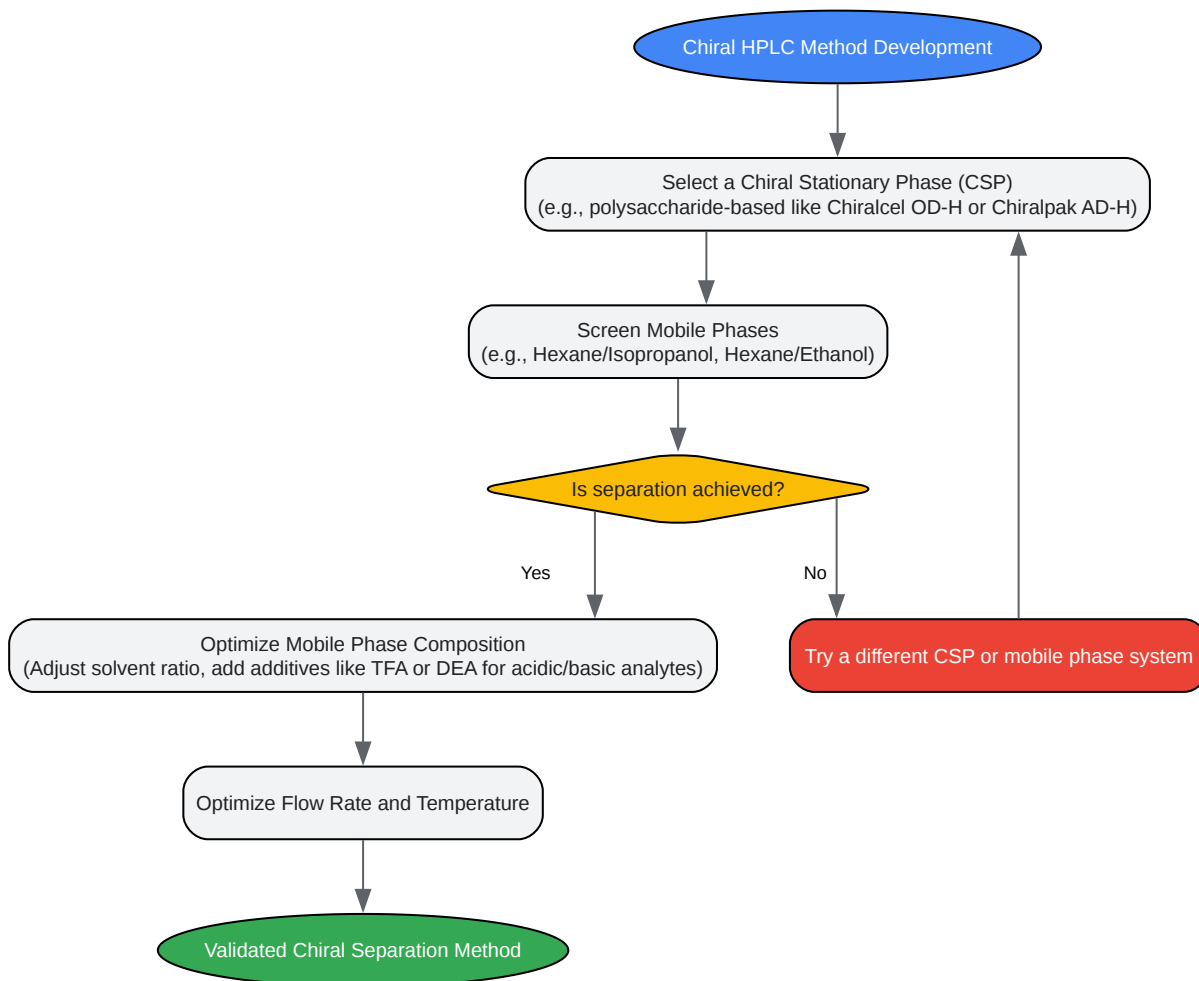 Chiral HPLC Method Development
Select a Chiral Stationary Phase (CSP)
(e.g., polysaccharide-based like Chiralcel OD-H or Chiralpak AD-H)
Screen Mobile Phases
(e.g., Hexane/Isopropanol, Hexane/Ethanol)
Is separation achieved?
Yes
No
Optimize Mobile Phase Composition
(Adjust solvent ratio, add additives like TFA or DEA for acidic/basic analytes)
Try a different CSP or mobile phase system
Optimize Flow Rate and Temperature
Validated Chiral Separation Method